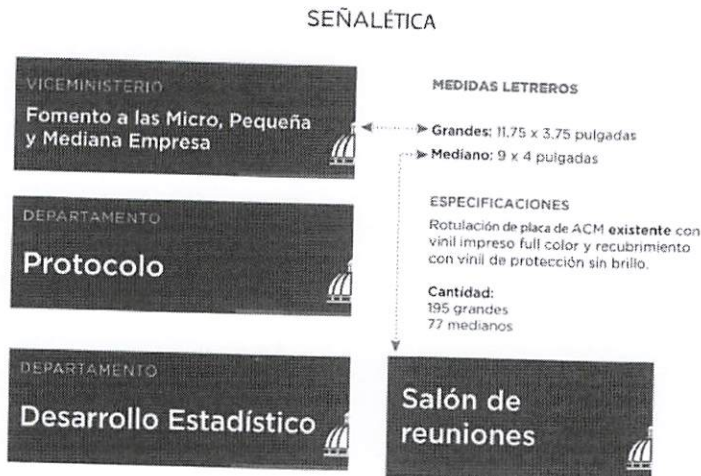 SEÑALÉTICA
VICEMINISTERIO
Fomento a las Micro, Pequeña
y Mediana Empresa
DEPARTAMENTO
Protocolo
DEPARTAMENTO
Desarrollo Estadístico
MEDIDAS LETREROS
Grandes: 11.75 x 3.75 pulgadas
Mediano: 9 x 4 pulgadas
ESPECIFICACIONES
Rotulación de placa de ACM existente con
vinil impreso full color y recubrimiento
con vinil de protección sin brillo.
Cantidad:
195 grandes
77 medianos
Salón de
reuniones